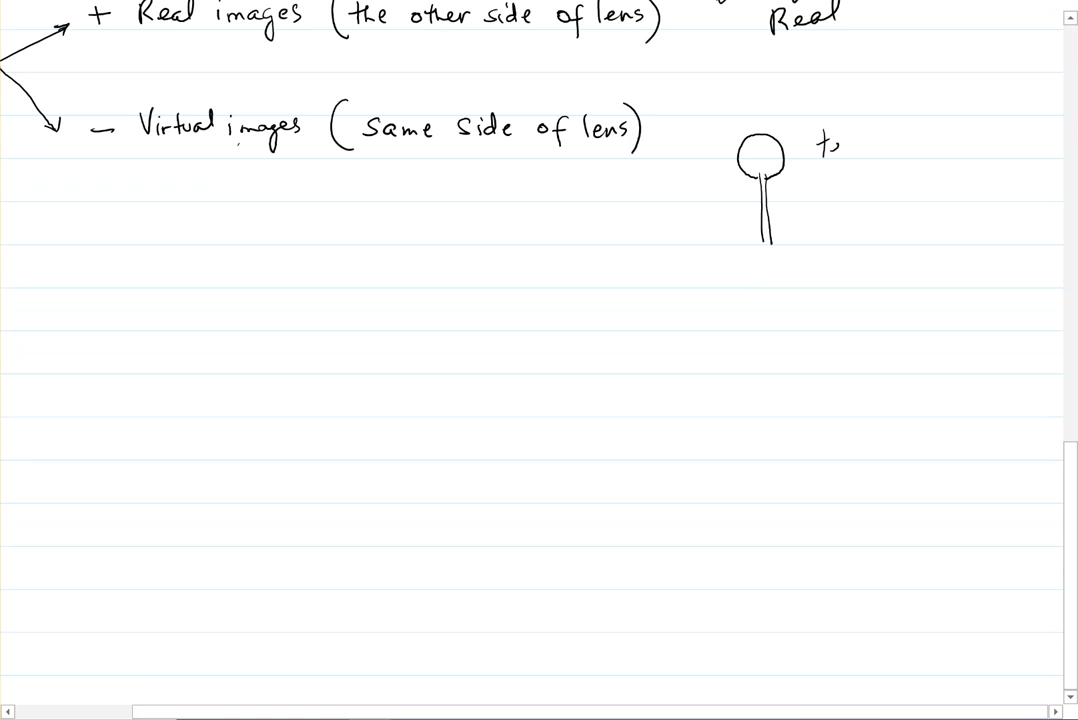 + Real images (the other side of lens) Real
- Virtual images (same side of lens)